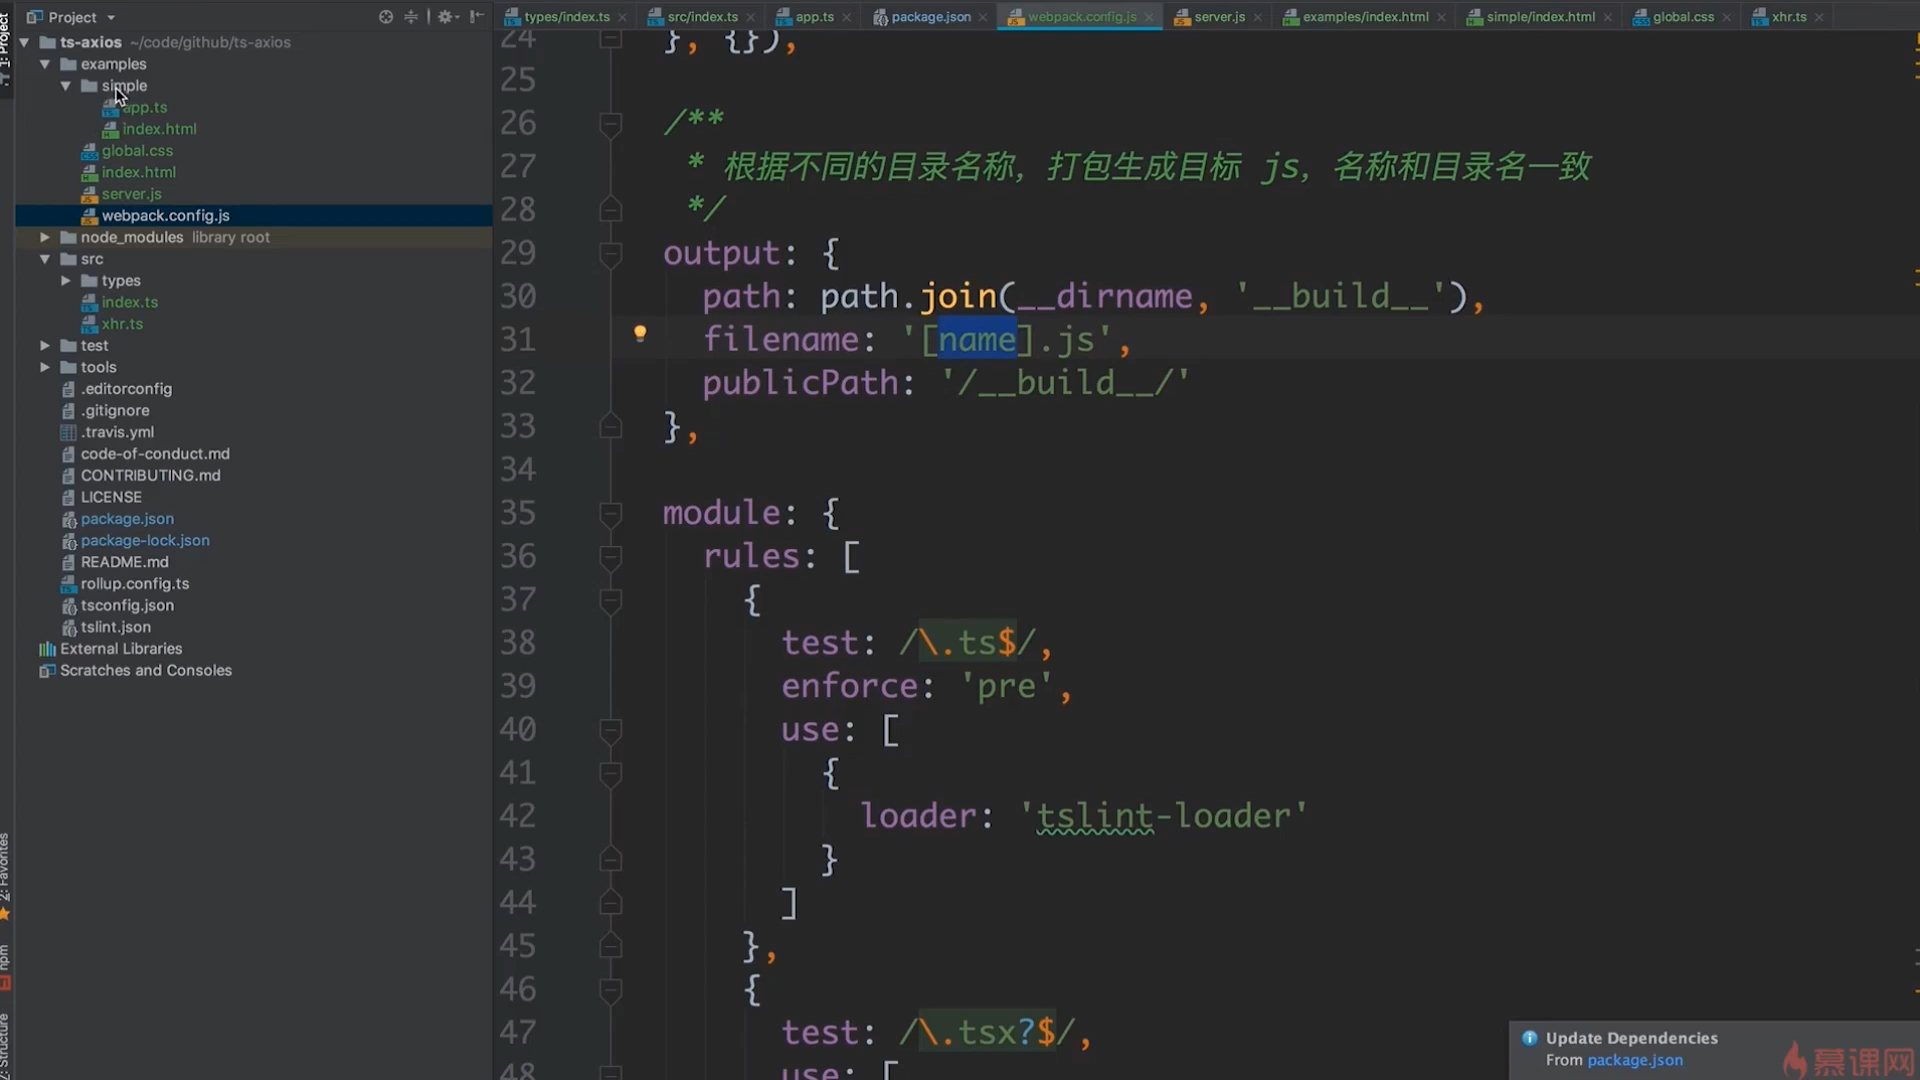 Project
types/index.ts
src/index.ts
app.ts
package.json
webpack.config.js
server.js
examples/index.html
simple/index.html
global.css
xhr.ts
1: Project
ts-axios ~/code/github/ts-axios
examples
simple
app.ts
index.html
global.css
index.html
server.js
webpack.config.js
node_modules library root
src
types
index.ts
xhr.ts
test
tools
.editorconfig
.gitignore
.travis.yml
code-of-conduct.md
CONTRIBUTING.md
LICENSE
package.json
package-lock.json
README.md
rollup.config.ts
tsconfig.json
tslint.json
External Libraries
Scratches and Consoles
2: Favorites
npm
Z: Structure
24 }, {}),
25
26 /**
27 * 根据不同的目录名称，打包生成目标 js，名称和目录名一致
28 */
29 output: {
30 path: path.join(__dirname, '__build__'),
31 filename: '[name].js',
32 publicPath: '/__build__/'
33 },
34
35 module: {
36 rules: [
37 {
38 test: /\.ts$/,
39 enforce: 'pre',
40 use: [
41 {
42 loader: 'tslint-loader'
43 }
44 ]
45 },
46 {
47 test: /\.tsx?$/,
48 use: [
Update Dependencies
From package.json
慕课网